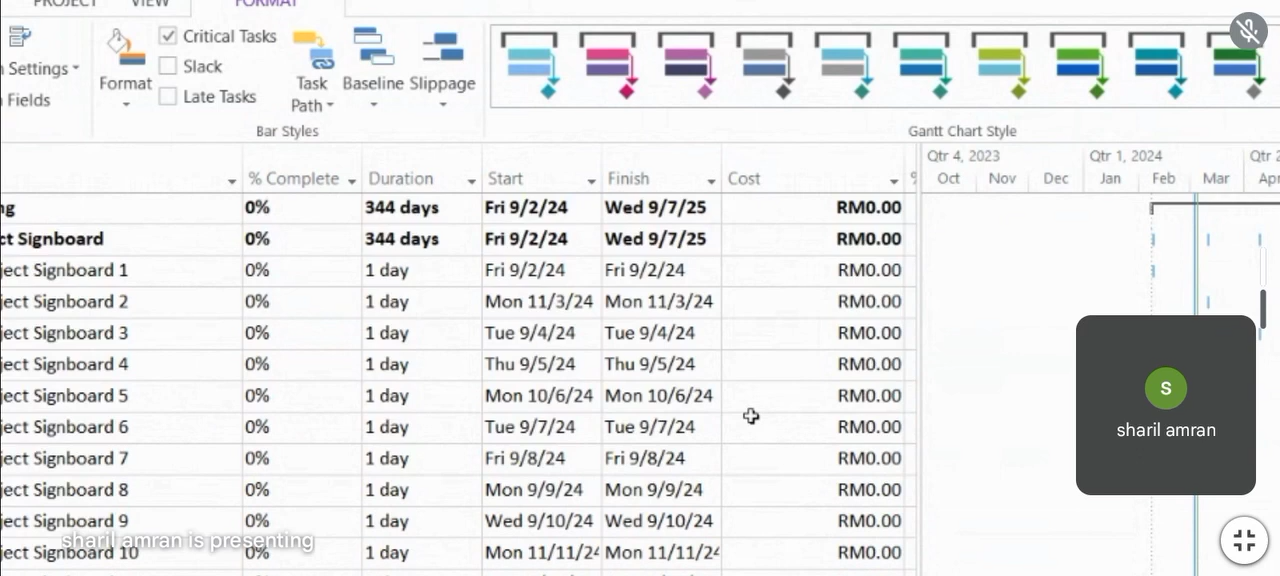 PROJECT VIEW FORMAT
Settings
Fields
Format
Critical Tasks
Slack
Late Tasks
Task Path
Baseline
Slippage
Bar Styles
Gantt Chart Style
% Complete Duration Start Finish Cost %
Qtr 4, 2023 Qtr 1, 2024 Qtr 2
Oct Nov Dec Jan Feb Mar Apr
ng 0% 344 days Fri 9/2/24 Wed 9/7/25 RM0.00
ct Signboard 0% 344 days Fri 9/2/24 Wed 9/7/25 RM0.00
ject Signboard 1 0% 1 day Fri 9/2/24 Fri 9/2/24 RM0.00
ject Signboard 2 0% 1 day Mon 11/3/24 Mon 11/3/24 RM0.00
ject Signboard 3 0% 1 day Tue 9/4/24 Tue 9/4/24 RM0.00
ject Signboard 4 0% 1 day Thu 9/5/24 Thu 9/5/24 RM0.00
ject Signboard 5 0% 1 day Mon 10/6/24 Mon 10/6/24 RM0.00
ject Signboard 6 0% 1 day Tue 9/7/24 Tue 9/7/24 RM0.00
ject Signboard 7 0% 1 day Fri 9/8/24 Fri 9/8/24 RM0.00
ject Signboard 8 0% 1 day Mon 9/9/24 Mon 9/9/24 RM0.00
ject Signboard 9 0% 1 day Wed 9/10/24 Wed 9/10/24 RM0.00
ject Signboard 10 0% 1 day Mon 11/11/24 Mon 11/11/24 RM0.00
sharil amran is presenting
S
sharil amran